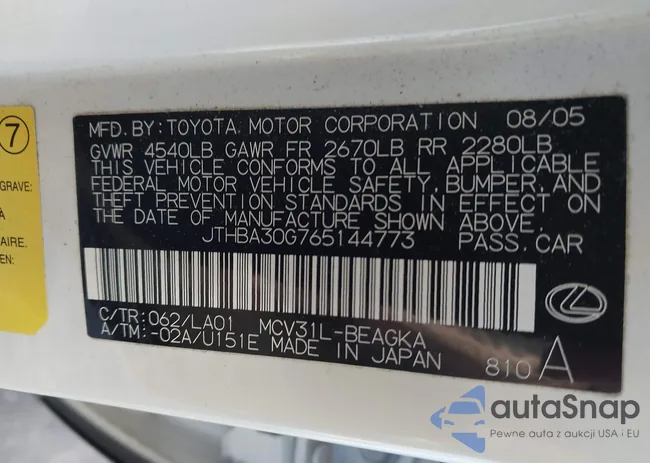 7
GRAVE:
À
AIRE.
EN:
MFD. BY: TOYOTA MOTOR CORPORATION 08/05
GVWR 4540LB GAWR FR 2670LB RR 2280LB
THIS VEHICLE CONFORMS TO ALL APPLICABLE
FEDERAL MOTOR VEHICLE SAFETY, BUMPER, AND
THEFT PREVENTION STANDARDS IN EFFECT ON
THE DATE OF MANUFACTURE SHOWN ABOVE.
JTHBA30G765144773 PASS. CAR
C/TR: 062/LA01 MCV31L-BEAGKA
A/TM: -02A/U151E MADE IN JAPAN 810 A
autaSnap
Pewne auta z aukcji USA i EU